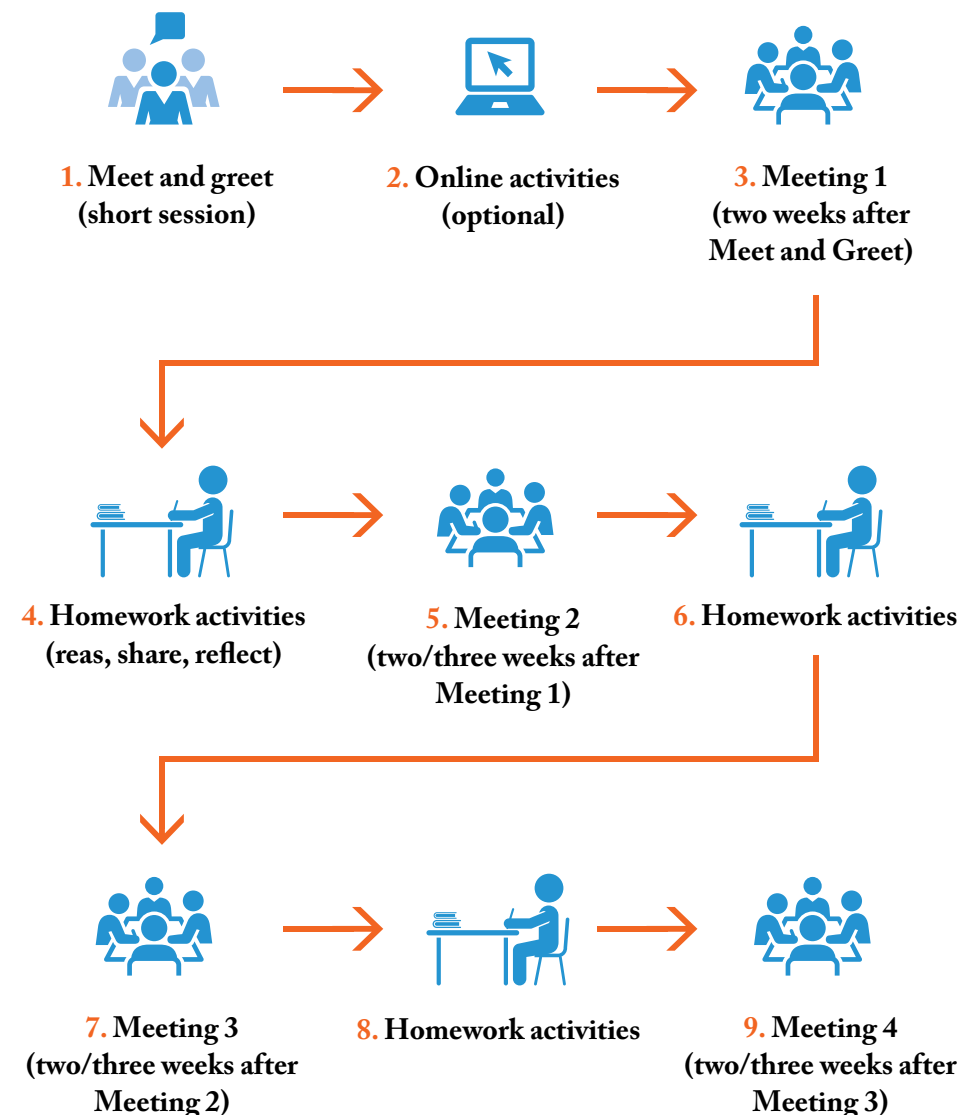 1. Meet and greet
(short session)
2. Online activities
(optional)
3. Meeting 1
(two weeks after
Meet and Greet)
4. Homework activities
(reas, share, reflect)
5. Meeting 2
(two/three weeks after
Meeting 1)
6. Homework activities
7. Meeting 3
(two/three weeks after
Meeting 2)
8. Homework activities
9. Meeting 4
(two/three weeks after
Meeting 3)